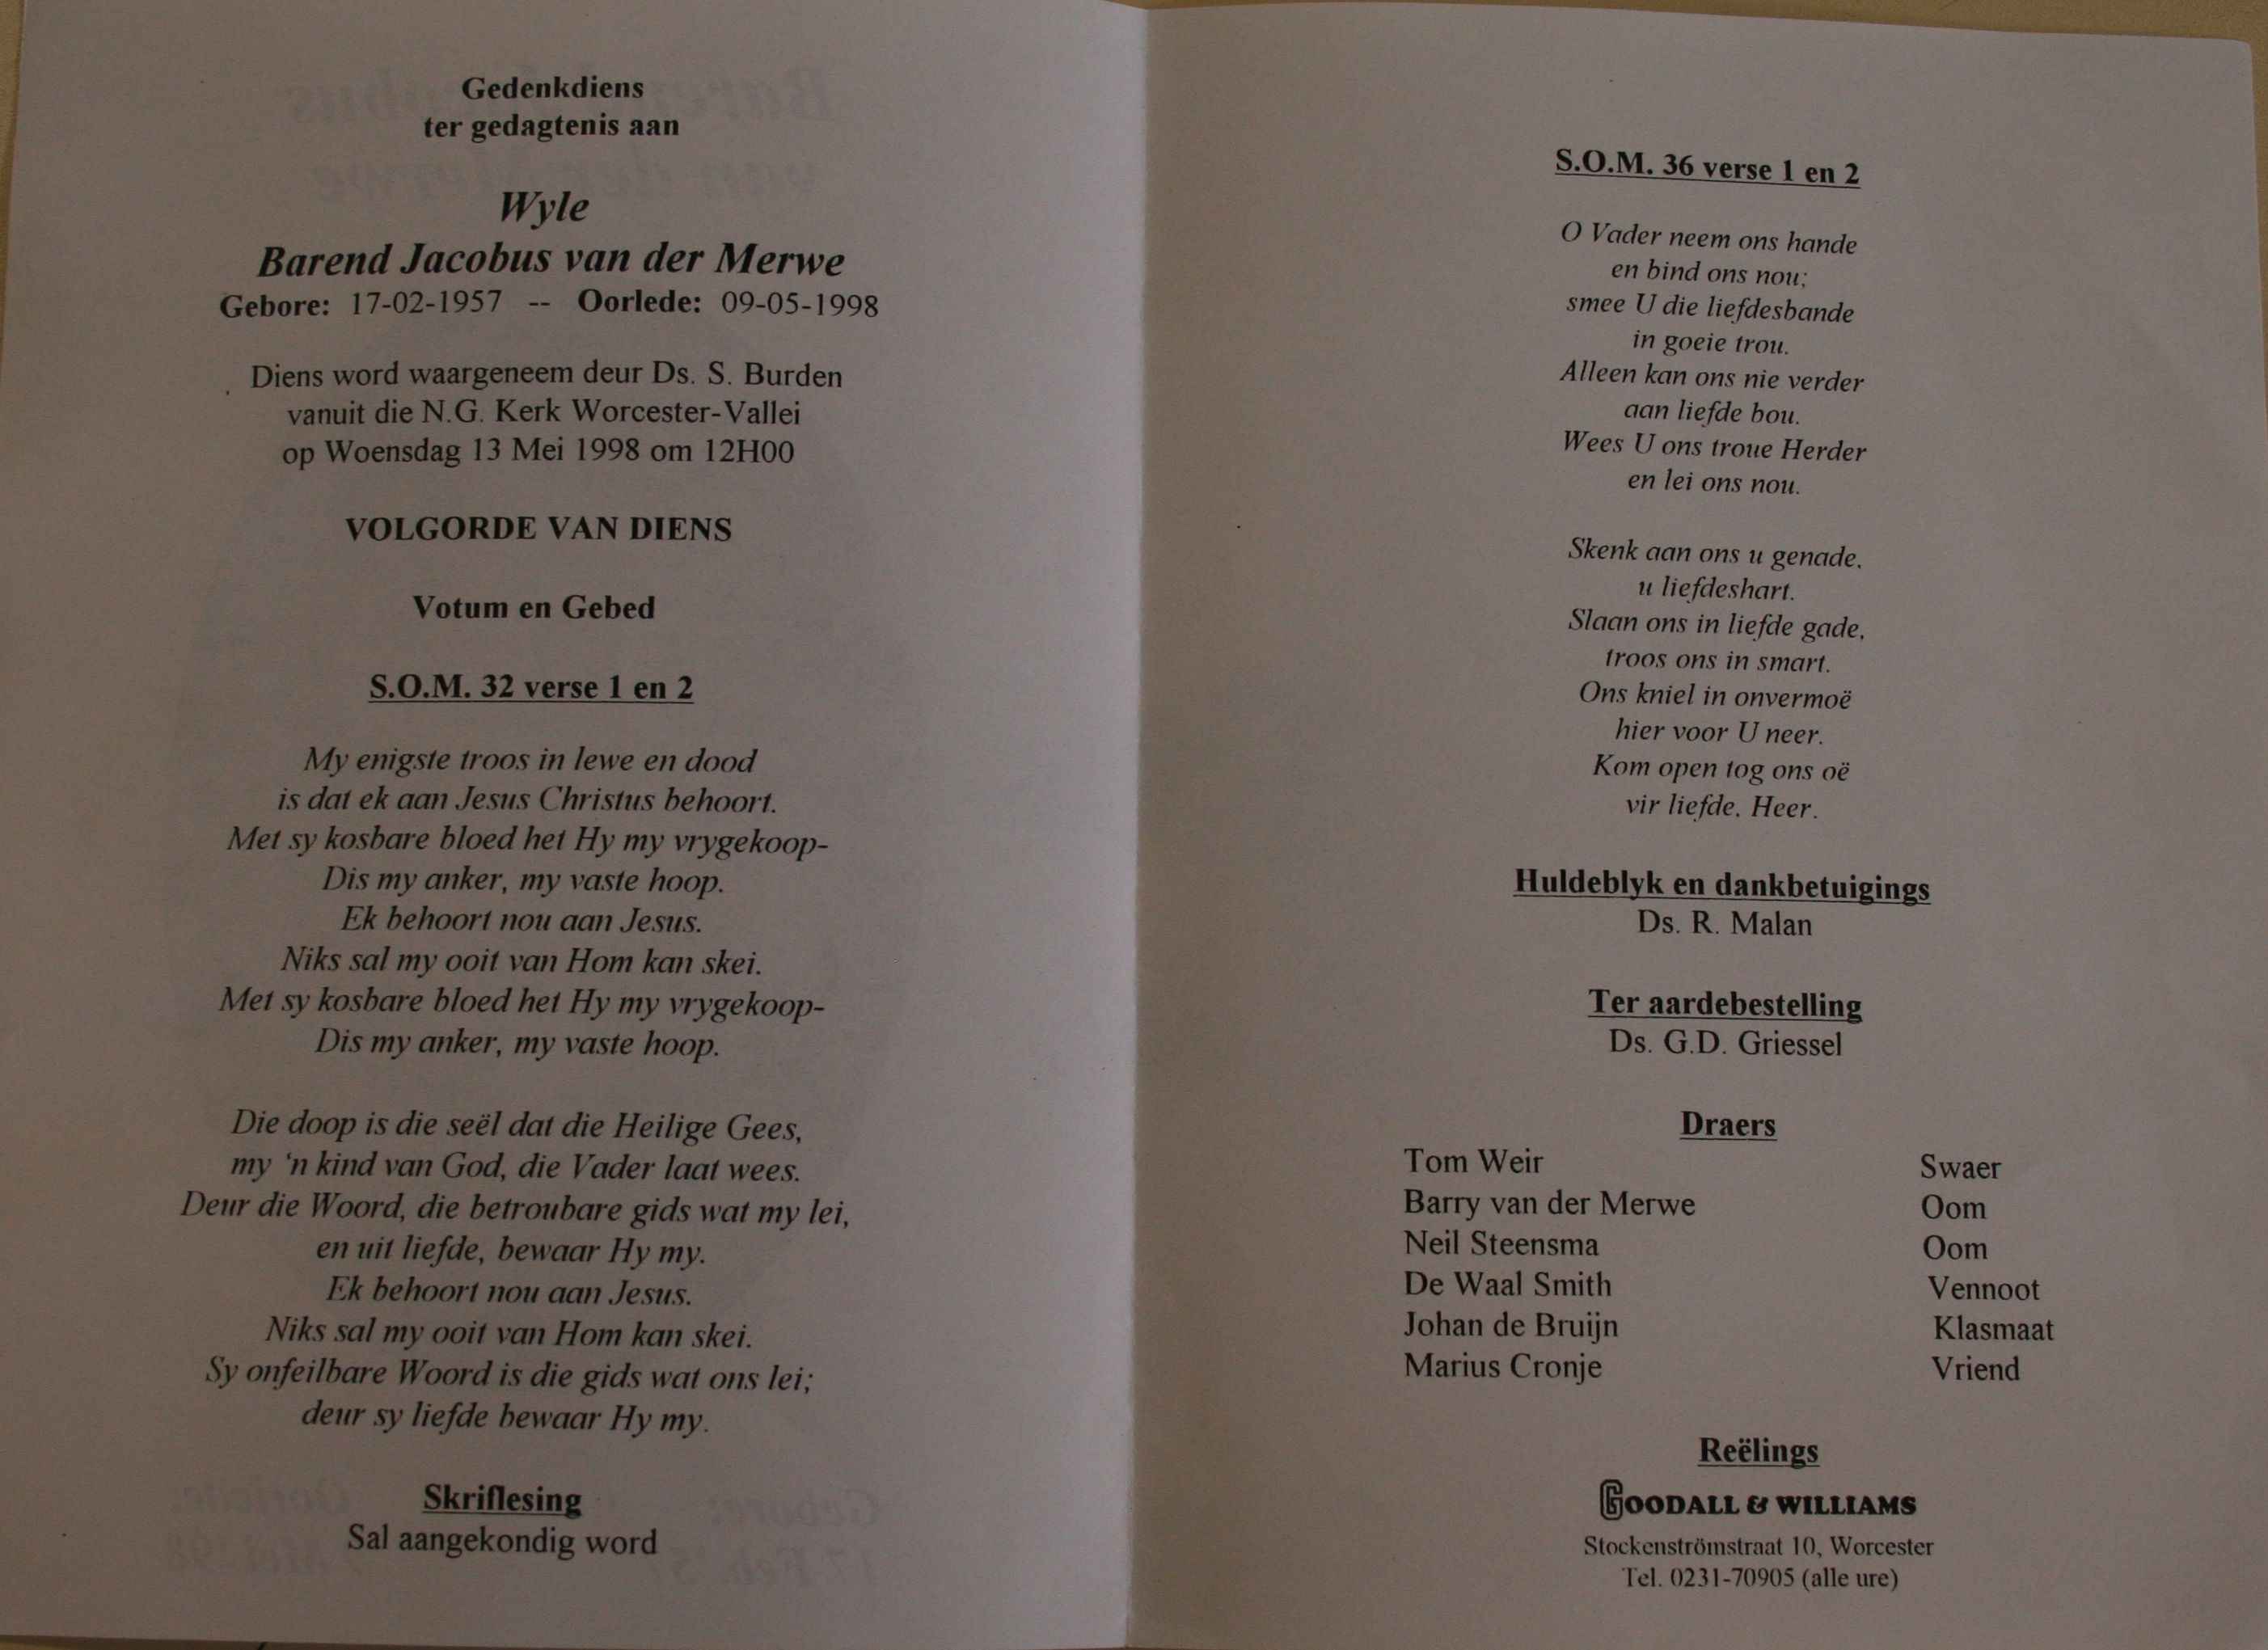 Gedenkdiens
ter gedagtenis aan
Wyle
Barend Jacobus van der Merwe
Gebore: 17-02-1957 -- Oorlede: 09-05-1998
Diens word waargeneem deur Ds. S. Burden
vanuit die N.G. Kerk Worcester-Vallei
op Woensdag 13 Mei 1998 om 12H00
VOLGORDE VAN DIENS
Votum en Gebed
S.O.M. 32 verse 1 en 2
My enigste troos in lewe en dood
is dat ek aan Jesus Christus behoort.
Met sy kosbare bloed het Hy my vrygekoop-
Dis my anker, my vaste hoop.
Ek behoort nou aan Jesus.
Niks sal my ooit van Hom kan skei.
Met sy kosbare bloed het Hy my vrygekoop-
Dis my anker, my vaste hoop.
Die doop is die seël dat die Heilige Gees,
my 'n kind van God, die Vader laat wees.
Deur die Woord, die betroubare gids wat my lei,
en uit liefde, bewaar Hy my.
Ek behoort nou aan Jesus.
Niks sal my ooit van Hom kan skei.
Sy onfeilbare Woord is die gids wat ons lei;
deur sy liefde bewaar Hy my.
Skriflesing
Sal aangekondig word
S.O.M. 36 verse 1 en 2
O Vader neem ons hande
en bind ons nou;
smee U die liefdesbande
in goeie trou.
Alleen kan ons nie verder
aan liefde bou.
Wees U ons troue Herder
en lei ons nou.
Skenk aan ons u genade,
u liefdeshart.
Slaan ons in liefde gade,
troos ons in smart.
Ons kniel in onvermoë
hier voor U neer.
Kom open tog ons oë
vir liefde, Heer.
Huldeblyk en dankbetuigings
Ds. R. Malan
Ter aardebestelling
Ds. G.D. Griessel
Draers
Tom Weir Swaer
Barry van der Merwe Oom
Neil Steensma Oom
De Waal Smith Vennoot
Johan de Bruijn Klasmaat
Marius Cronje Vriend
Reëlings
GOODALL & WILLIAMS
Stockenströmstraat 10, Worcester
Tel. 0231-70905 (alle ure)